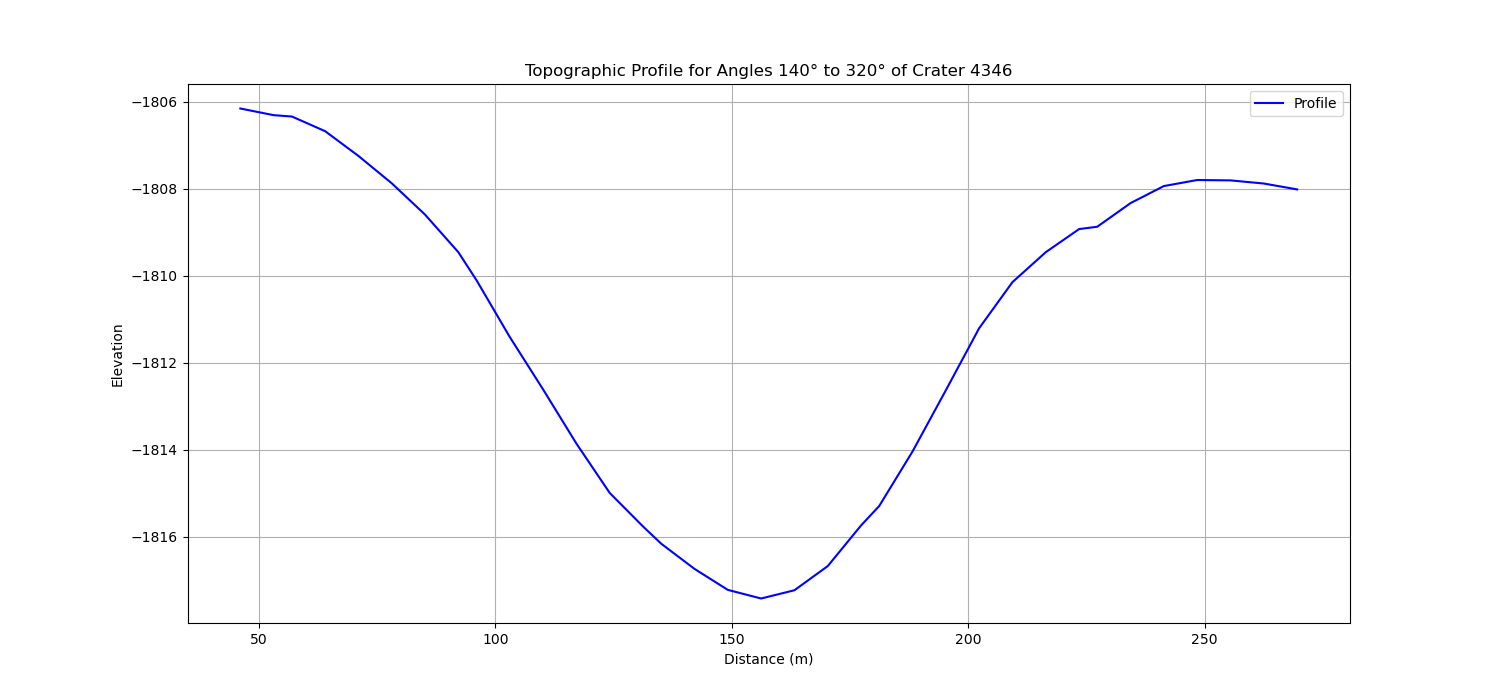 Topographic Profile for Angles 140° to 320° of Crater 4346
Profile
−1806
−1808
−1810
−1812
−1814
−1816
Elevation
50 100 150 200 250
Distance (m)